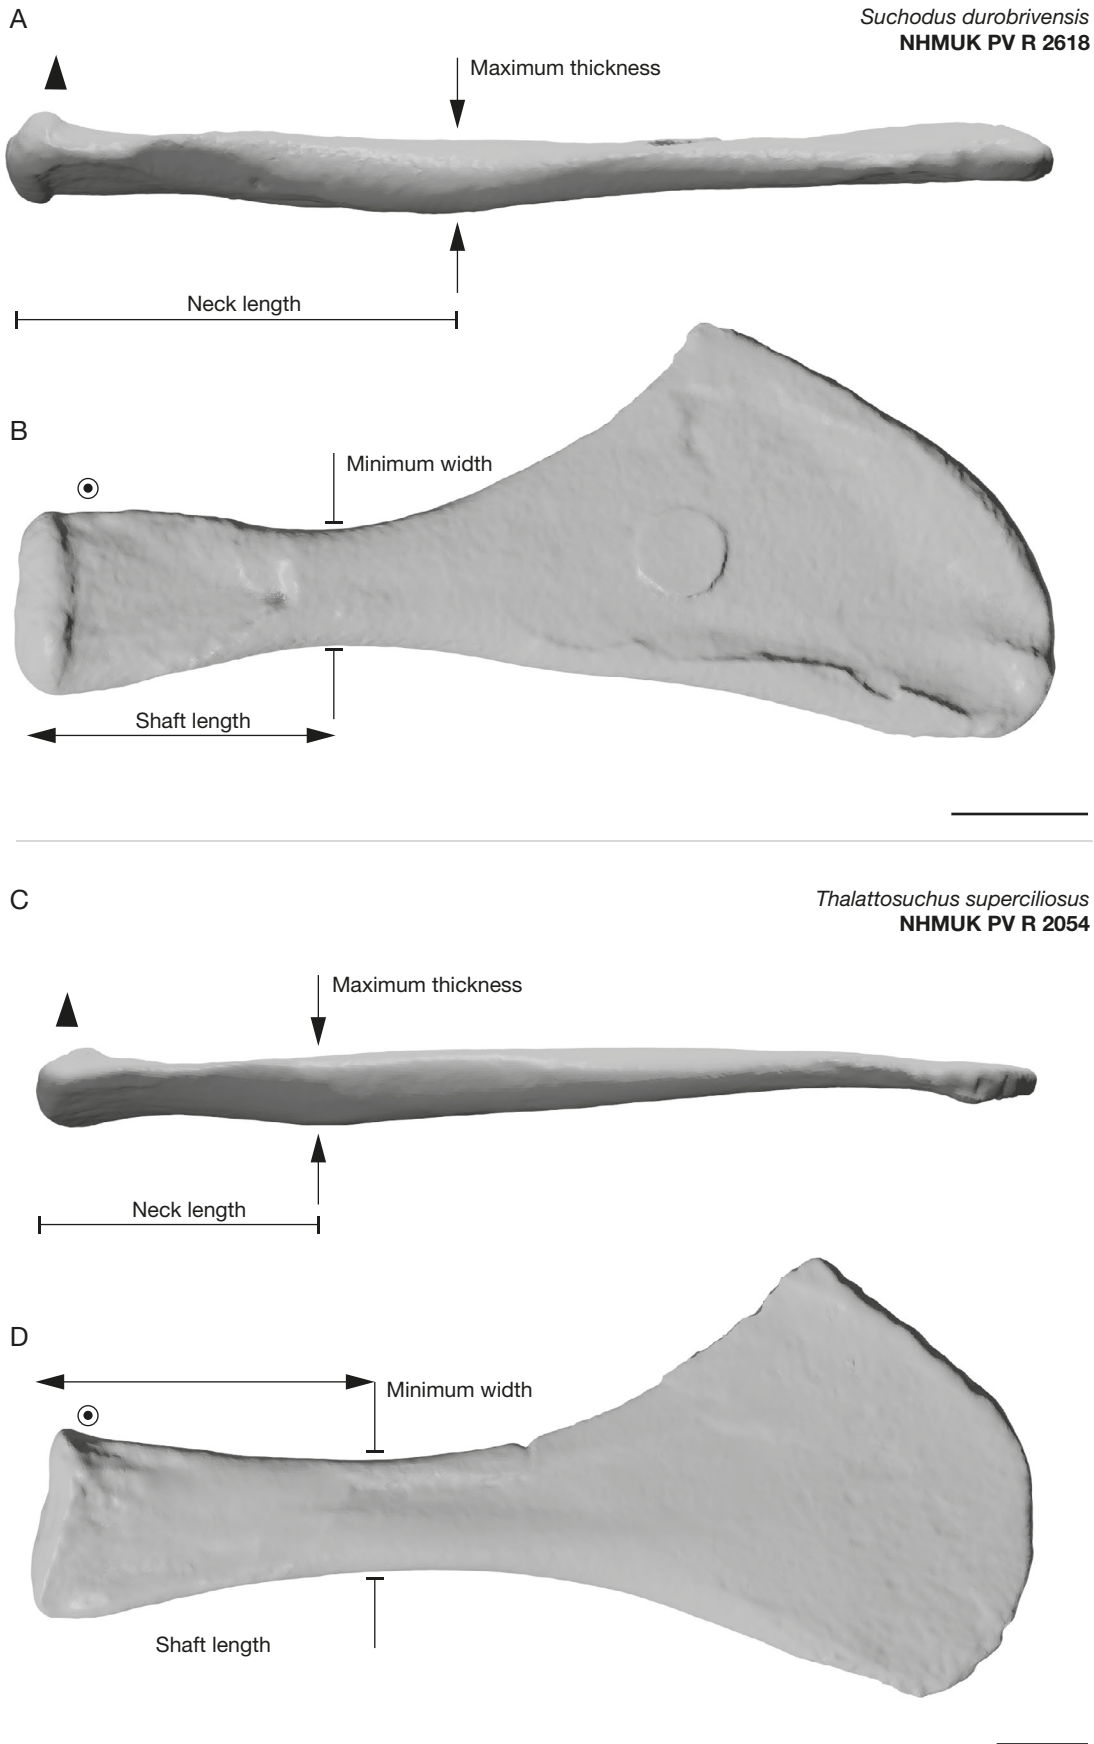 A
Suchodus durobrivensis
NHMUK PV R 2618
Maximum thickness
Neck length
B
Minimum width
Shaft length
C
Thalattosuchus superciliosus
NHMUK PV R 2054
Maximum thickness
Neck length
D
Minimum width
Shaft length